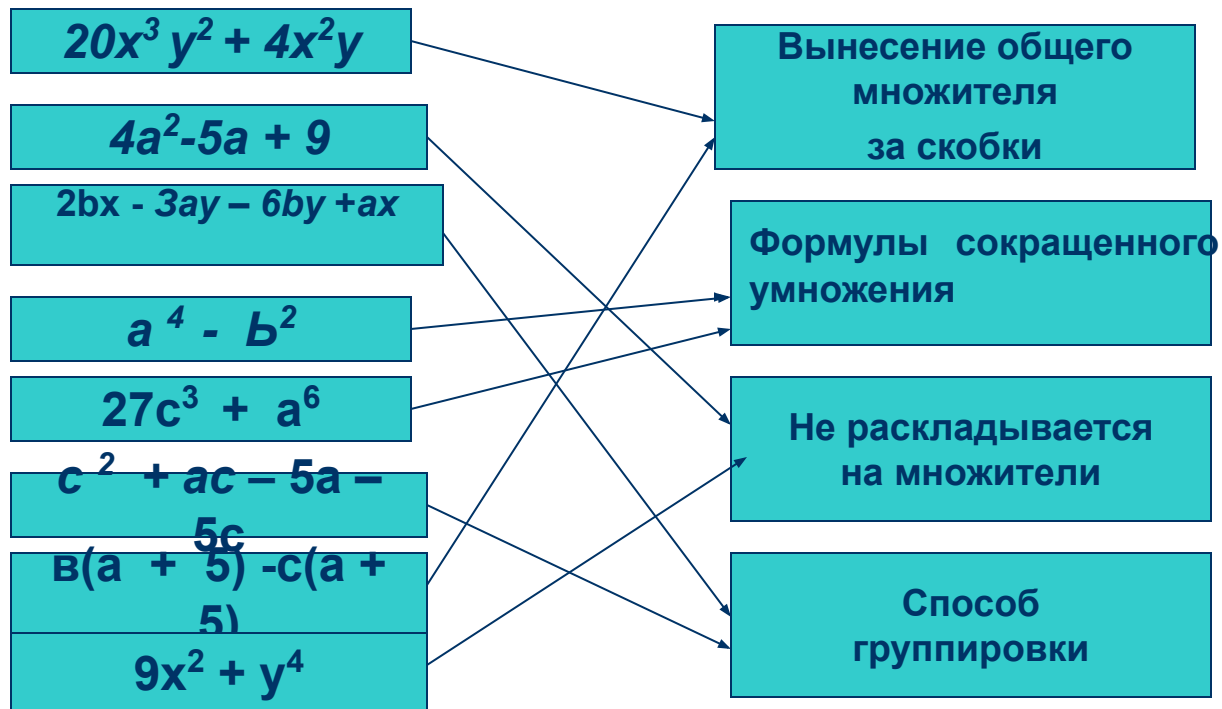 20x³ y² + 4x²y
4a²-5a + 9
2bx - 3ay – 6by +ax
a ⁴ - Ь²
27c³ + a⁶
c ² + ac – 5a –
5c
в(a + 5) -c(a +
5)
9x² + y⁴
Вынесение общего
множителя
за скобки
Формулы сокращенного
умножения
Не раскладывается
на множители
Способ
группировки